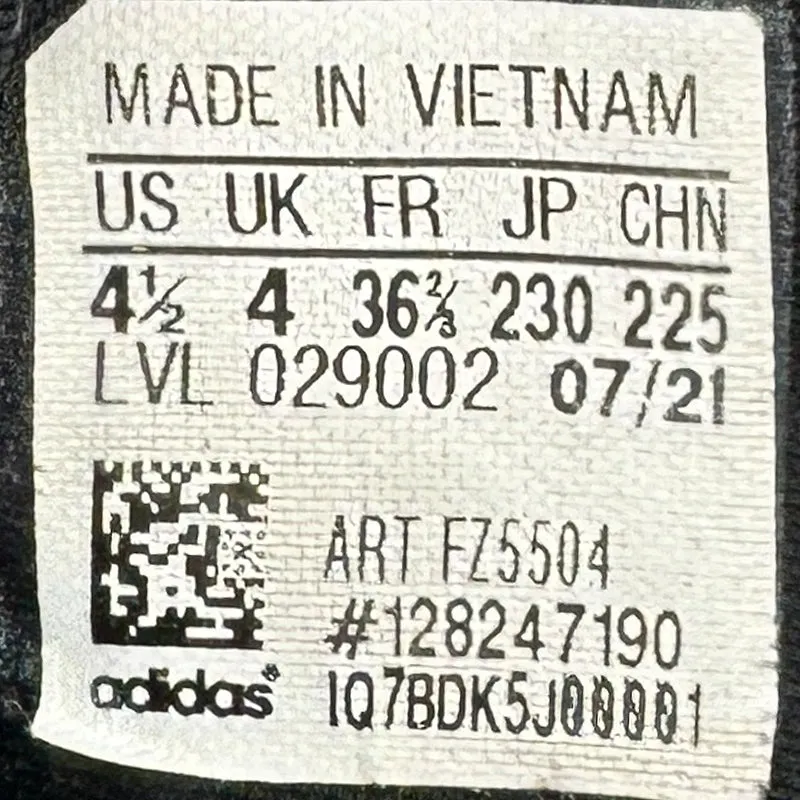 MADE IN VIETNAM
US UK FR JP CHN
4½ 4 36⅔ 230 225
LVL 029002 07/21
ART FZ5504
#128247190
adidas® 1Q7BDK5J00001